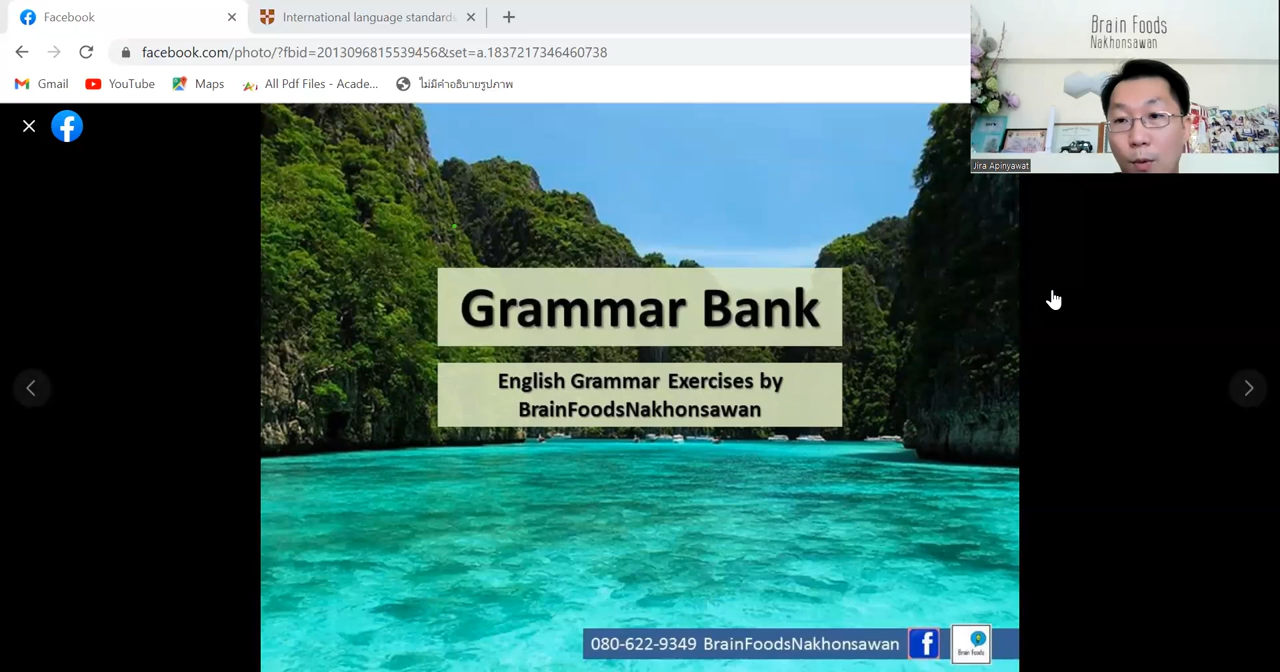 Facebook
International language standards
facebook.com/photo/?fbid=2013096815539456&set=a.1837217346460738
Gmail
YouTube
Maps
All Pdf Files - Acade...
ไม่มีคำอธิบายรูปภาพ
Brain Foods
Nakhonsawan
Jira Apinyawat
Grammar Bank
English Grammar Exercises by
BrainFoodsNakhonsawan
080-622-9349 BrainFoodsNakhonsawan
Brain Foods